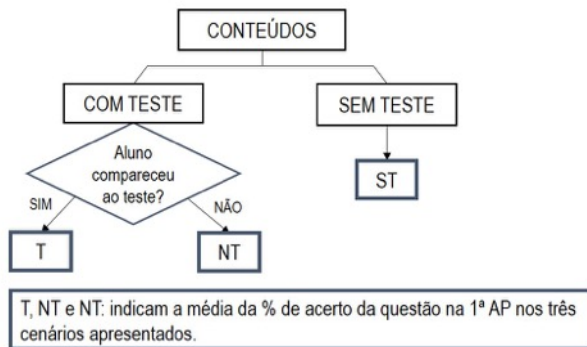 CONTEÚDOS
COM TESTE
SEM TESTE
Aluno
compareceu
ao teste?
SIM
NÃO
ST
T
NT
T, NT e NT: indicam a média da % de acerto da questão na 1ª AP nos três
cenários apresentados.